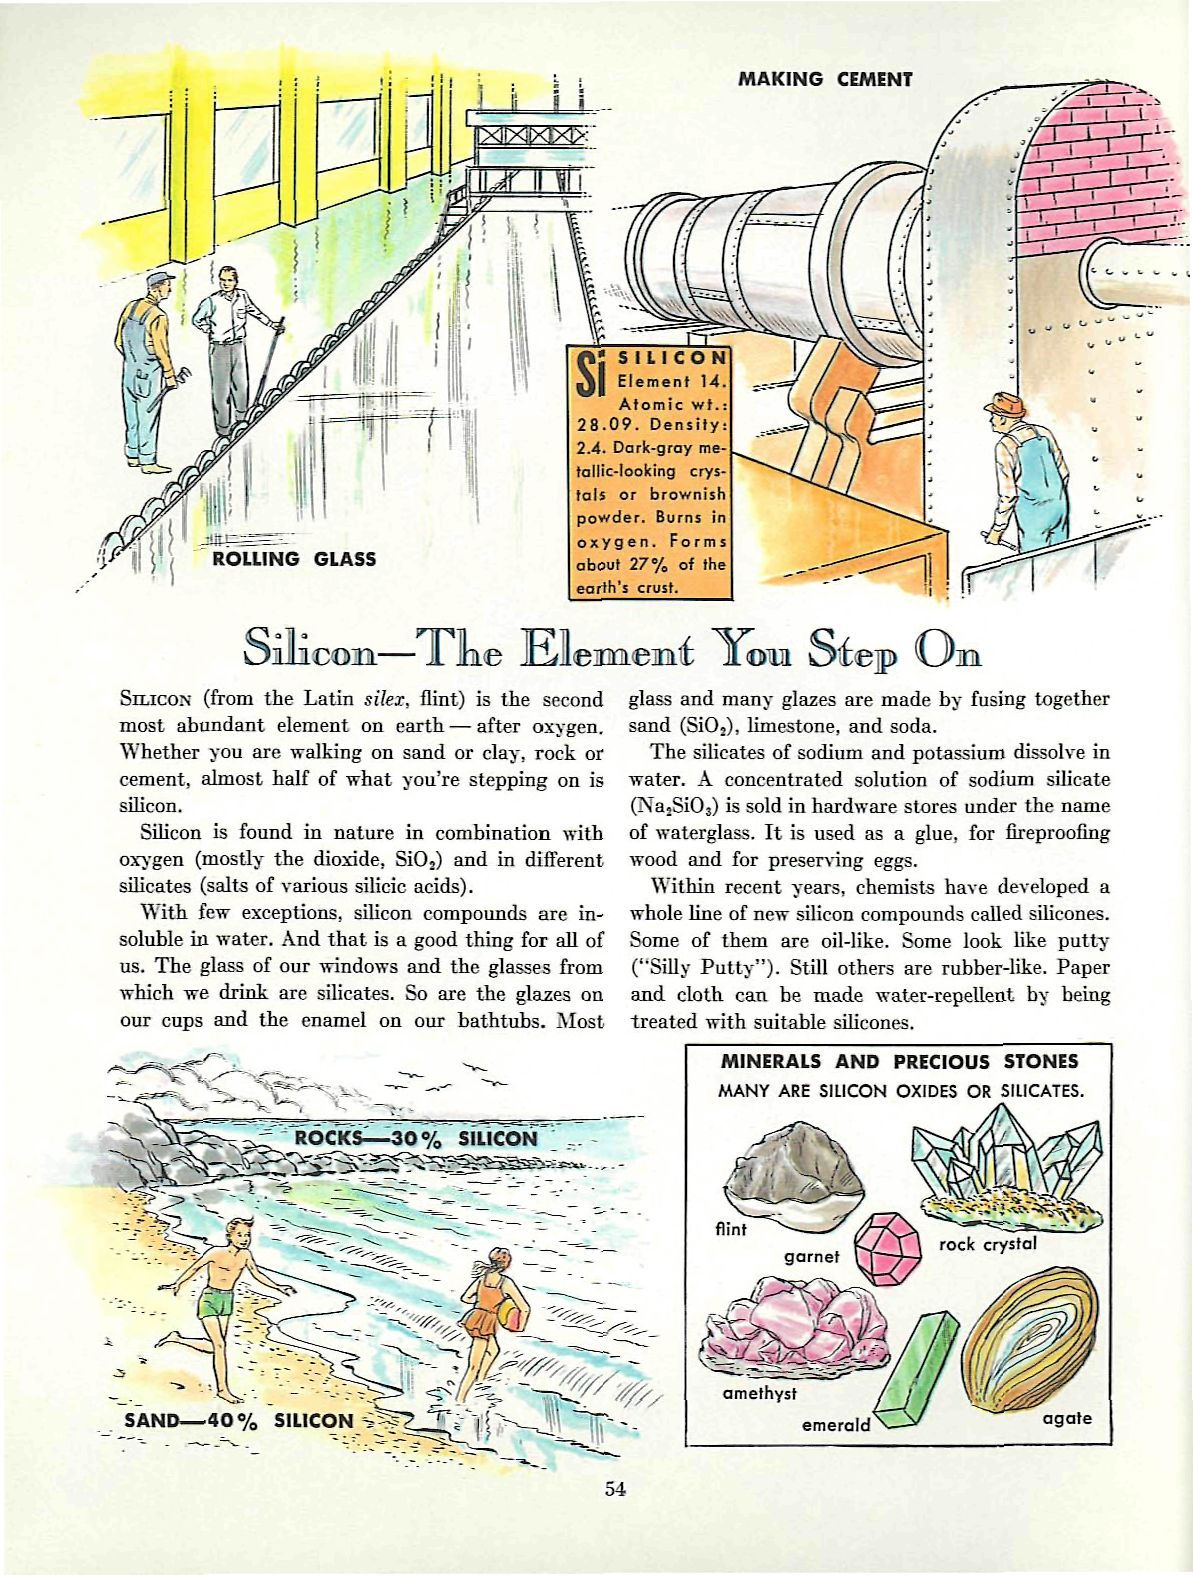 MAKING CEMENT
ROLLING GLASS
Si SILICON
Element 14.
Atomic wt.:
28.09. Density:
2.4. Dark-gray me-
tallic-looking crys-
tals or brownish
powder. Burns in
oxygen. Forms
about 27% of the
earth's crust.
Silicon—The Element You Step On
SILICON (from the Latin silex, flint) is the second
most abundant element on earth — after oxygen.
Whether you are walking on sand or clay, rock or
cement, almost half of what you're stepping on is
silicon.
Silicon is found in nature in combination with
oxygen (mostly the dioxide, SiO₂) and in different
silicates (salts of various silicic acids).
With few exceptions, silicon compounds are in-
soluble in water. And that is a good thing for all of
us. The glass of our windows and the glasses from
which we drink are silicates. So are the glazes on
our cups and the enamel on our bathtubs. Most
glass and many glazes are made by fusing together
sand (SiO₂), limestone, and soda.
The silicates of sodium and potassium dissolve in
water. A concentrated solution of sodium silicate
(Na₂SiO₃) is sold in hardware stores under the name
of waterglass. It is used as a glue, for fireproofing
wood and for preserving eggs.
Within recent years, chemists have developed a
whole line of new silicon compounds called silicones.
Some of them are oil-like. Some look like putty
("Silly Putty"). Still others are rubber-like. Paper
and cloth can be made water-repellent by being
treated with suitable silicones.
ROCKS—30% SILICON
SAND—40% SILICON
MINERALS AND PRECIOUS STONES
MANY ARE SILICON OXIDES OR SILICATES.
flint
garnet
rock crystal
amethyst
emerald
agate
54